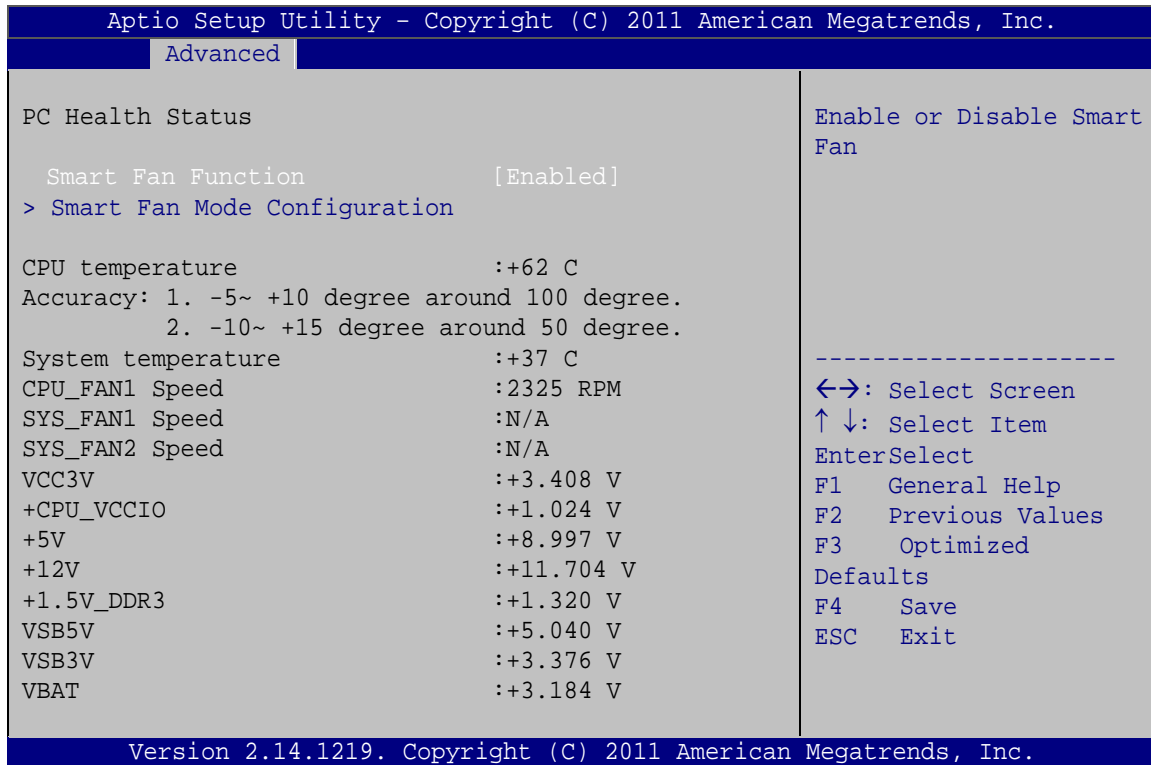 Aptio Setup Utility – Copyright (C) 2011 American Megatrends, Inc.
Advanced
PC Health Status
Smart Fan Function [Enabled]
> Smart Fan Mode Configuration
CPU temperature :+62 C
Accuracy: 1. -5~ +10 degree around 100 degree.
2. -10~ +15 degree around 50 degree.
System temperature :+37 C
CPU_FAN1 Speed :2325 RPM
SYS_FAN1 Speed :N/A
SYS_FAN2 Speed :N/A
VCC3V :+3.408 V
+CPU_VCCIO :+1.024 V
+5V :+8.997 V
+12V :+11.704 V
+1.5V_DDR3 :+1.320 V
VSB5V :+5.040 V
VSB3V :+3.376 V
VBAT :+3.184 V
Enable or Disable Smart
Fan
---------------------
←→: Select Screen
↑ ↓: Select Item
EnterSelect
F1 General Help
F2 Previous Values
F3 Optimized
Defaults
F4 Save
ESC Exit
Version 2.14.1219. Copyright (C) 2011 American Megatrends, Inc.